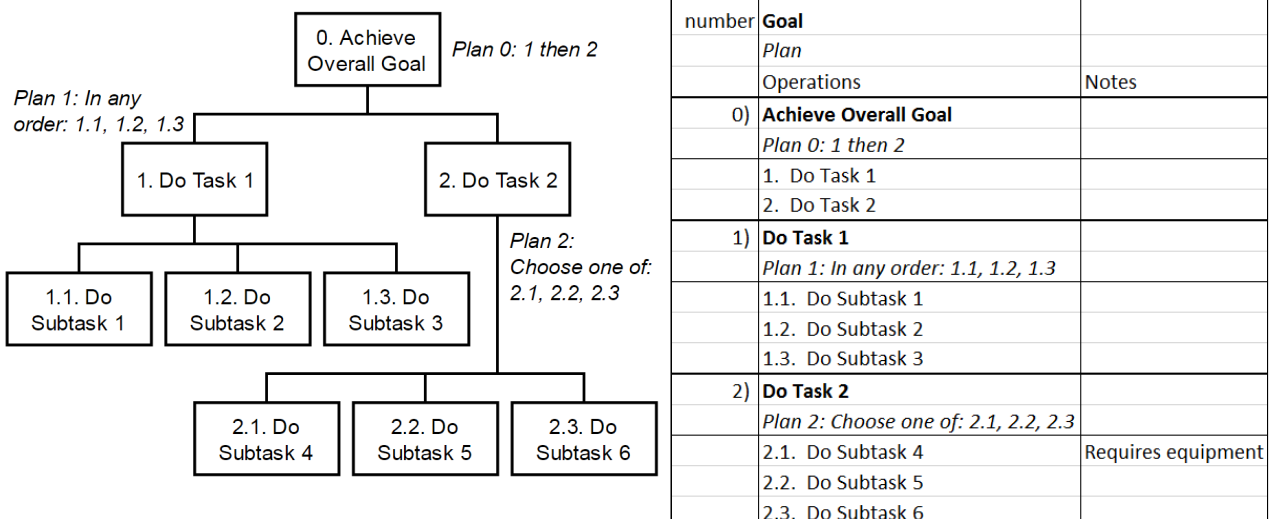 0. Achieve
Overall Goal
Plan 0: 1 then 2
Plan 1: In any
order: 1.1, 1.2, 1.3
1. Do Task 1
2. Do Task 2
Plan 2:
Choose one of:
2.1, 2.2, 2.3
1.1. Do
Subtask 1
1.2. Do
Subtask 2
1.3. Do
Subtask 3
2.1. Do
Subtask 4
2.2. Do
Subtask 5
2.3. Do
Subtask 6
number Goal
Plan
Operations Notes
0) Achieve Overall Goal
Plan 0: 1 then 2
1. Do Task 1
2. Do Task 2
1) Do Task 1
Plan 1: In any order: 1.1, 1.2, 1.3
1.1. Do Subtask 1
1.2. Do Subtask 2
1.3. Do Subtask 3
2) Do Task 2
Plan 2: Choose one of: 2.1, 2.2, 2.3
2.1. Do Subtask 4 Requires equipment
2.2. Do Subtask 5
2.3. Do Subtask 6